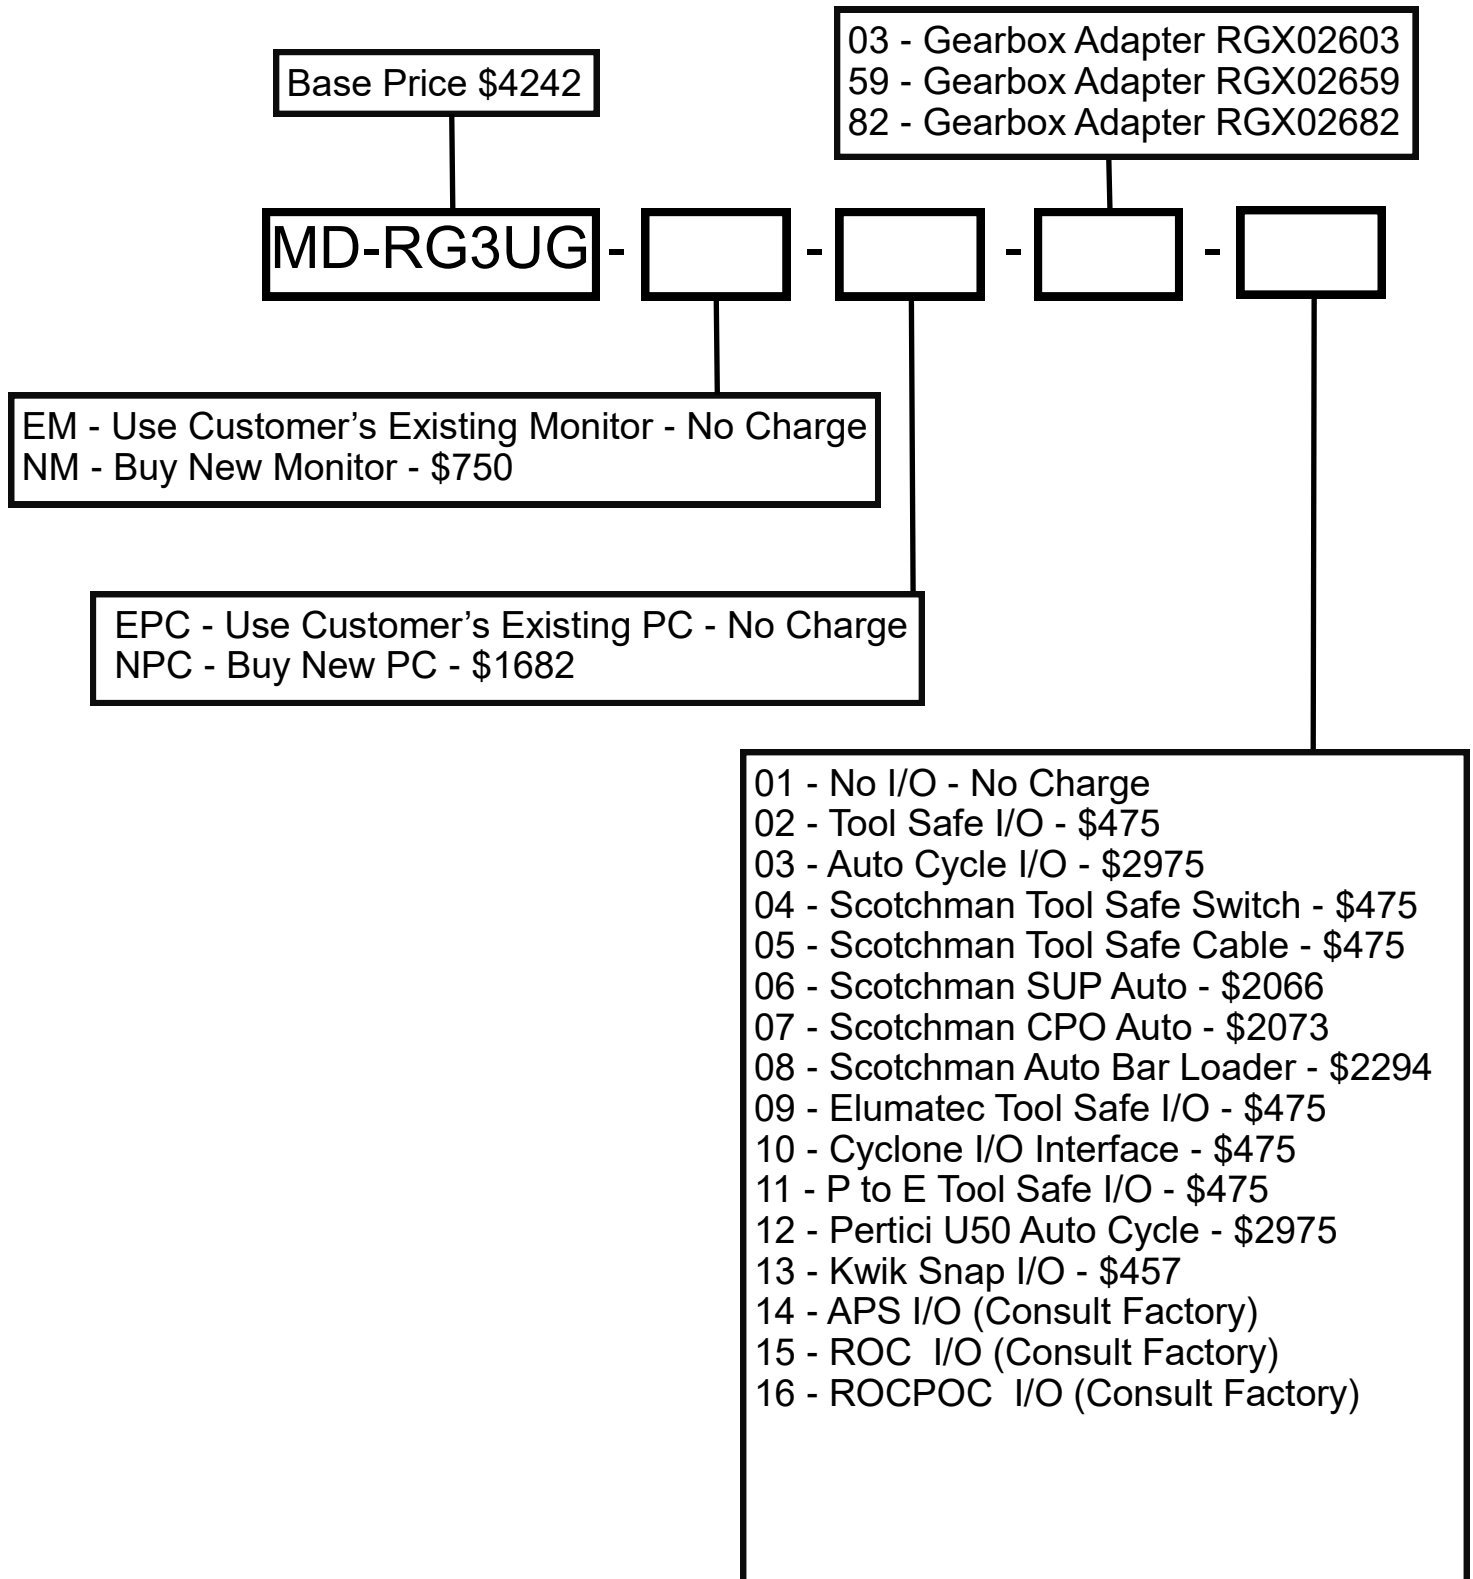 03 - Gearbox Adapter RGX02603
59 - Gearbox Adapter RGX02659
82 - Gearbox Adapter RGX02682
Base Price $4242
MD-RG3UG - - - -
EM - Use Customer’s Existing Monitor - No Charge
NM - Buy New Monitor - $750
EPC - Use Customer’s Existing PC - No Charge
NPC - Buy New PC - $1682
01 - No I/O - No Charge
02 - Tool Safe I/O - $475
03 - Auto Cycle I/O - $2975
04 - Scotchman Tool Safe Switch - $475
05 - Scotchman Tool Safe Cable - $475
06 - Scotchman SUP Auto - $2066
07 - Scotchman CPO Auto - $2073
08 - Scotchman Auto Bar Loader - $2294
09 - Elumatec Tool Safe I/O - $475
10 - Cyclone I/O Interface - $475
11 - P to E Tool Safe I/O - $475
12 - Pertici U50 Auto Cycle - $2975
13 - Kwik Snap I/O - $457
14 - APS I/O (Consult Factory)
15 - ROC  I/O (Consult Factory)
16 - ROCPOC  I/O (Consult Factory)